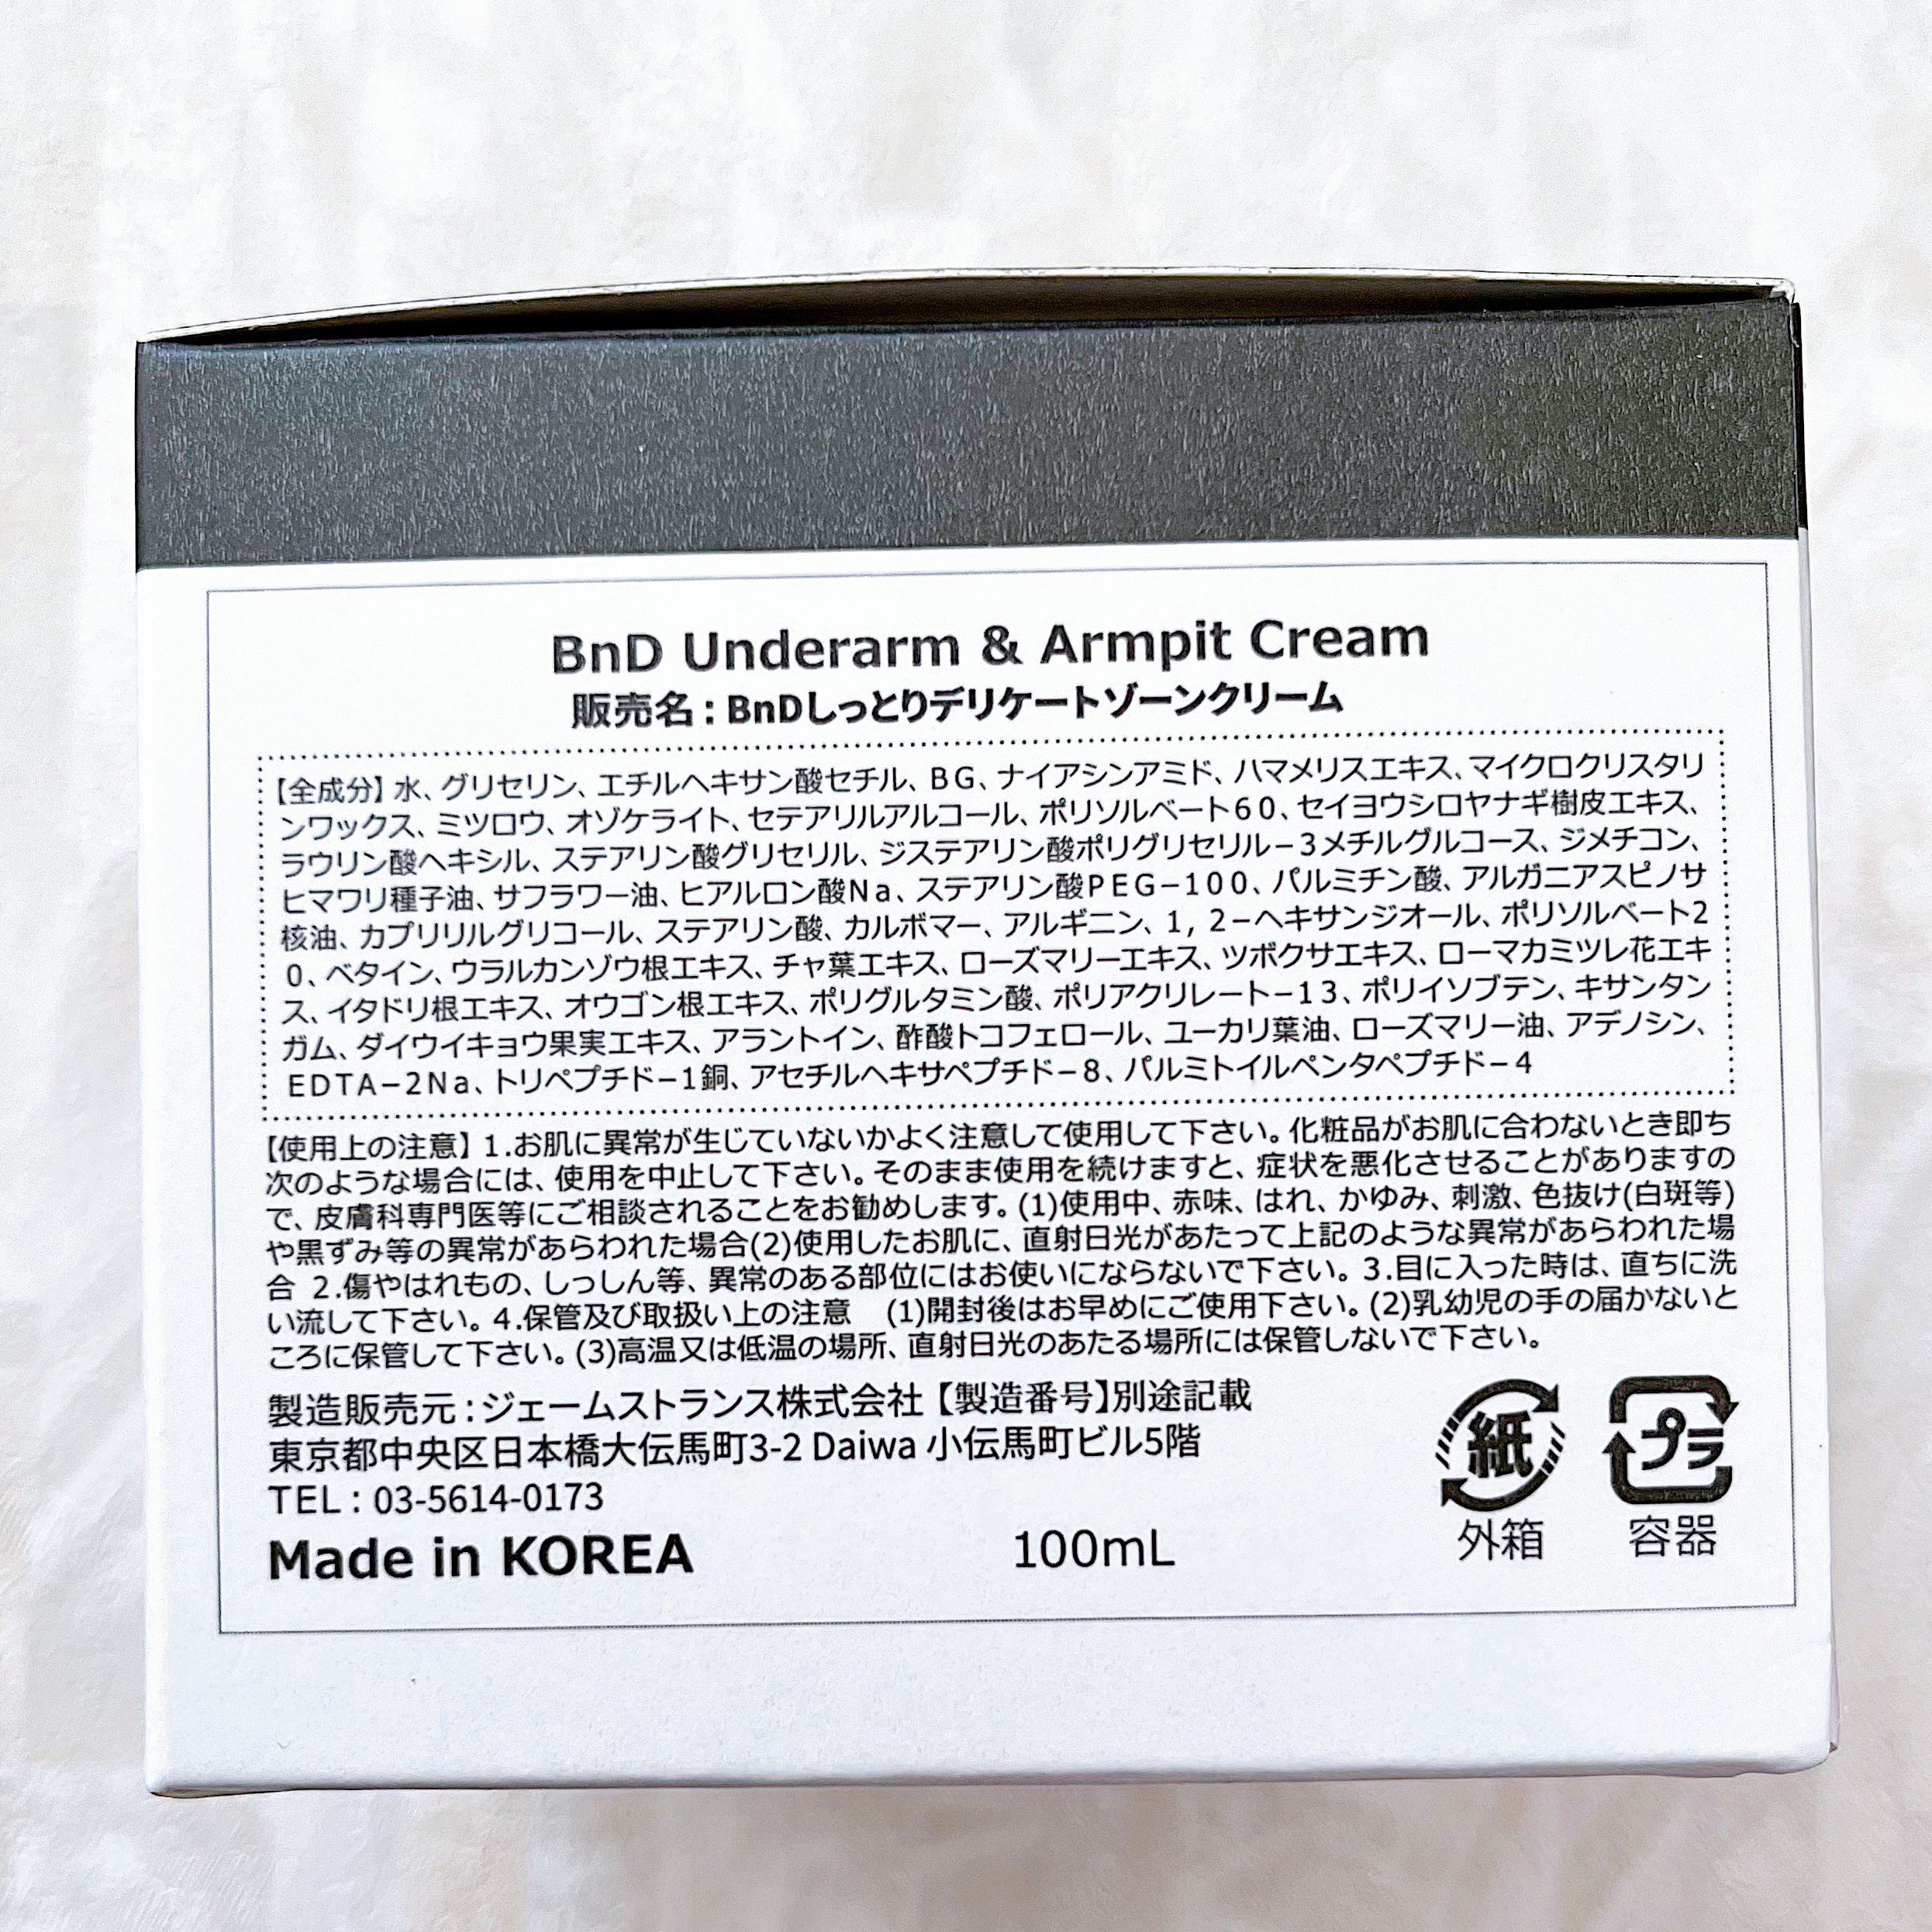 BnD Underarm & Armpit Cream
販売名:BnDしっとりデリケートゾーンクリーム
【全成分】水、グリセリン、エチルヘキサン酸セチル、BG、ナイアシンアミド、ハマメリスエキス、マイクロクリスタリ
ンワックス、ミツロウ、オゾケライト、セテアリルアルコール、ポリソルベート60、セイヨウシロヤナギ樹皮エキス、
ラウリン酸ヘキシル、ステアリン酸グリセリル、ジステアリン酸ポリグリセリル−3メチルグルコース、ジメチコン、
ヒマワリ種子油、サフラワー油、ヒアルロン酸Na、ステアリン酸PEG−100、パルミチン酸、アルガニアスピノサ
核油、カプリリルグリコール、ステアリン酸、カルボマー、アルギニン、1,2−ヘキサンジオール、ポリソルベート2
0、ベタイン、ウラルカンゾウ根エキス、チャ葉エキス、ローズマリーエキス、ツボクサエキス、ローマカミツレ花エキ
ス、イタドリ根エキス、オウゴン根エキス、ポリグルタミン酸、ポリアクリレート−13、ポリイソブテン、キサンタン
ガム、ダイウイキョウ果実エキス、アラントイン、酢酸トコフェロール、ユーカリ葉油、ローズマリー油、アデノシン、
EDTA−2Na、トリペプチド−1銅、アセチルヘキサペプチド−8、パルミトイルペンタペプチド−4
【使用上の注意】1.お肌に異常が生じていないかよく注意して使用して下さい。化粧品がお肌に合わないとき即ち
次のような場合には、使用を中止して下さい。そのまま使用を続けますと、症状を悪化させることがありますの
で、皮膚科専門医等にご相談されることをお勧めします。(1)使用中、赤味、はれ、かゆみ、刺激、色抜け(白斑等)
や黒ずみ等の異常があらわれた場合(2)使用したお肌に、直射日光があたって上記のような異常があらわれた場
合 2.傷やはれもの、しっしん等、異常のある部位にはお使いにならないで下さい。3.目に入った時は、直ちに洗
い流して下さい。4.保管及び取扱い上の注意　(1)開封後はお早めにご使用下さい。(2)乳幼児の手の届かないと
ころに保管して下さい。(3)高温又は低温の場所、直射日光のあたる場所には保管しないで下さい。
製造販売元:ジェームストランス株式会社【製造番号】別途記載
東京都中央区日本橋大伝馬町3-2 Daiwa 小伝馬町ビル5階
TEL: 03-5614-0173
Made in KOREA
100mL
紙
外箱
プラ
容器